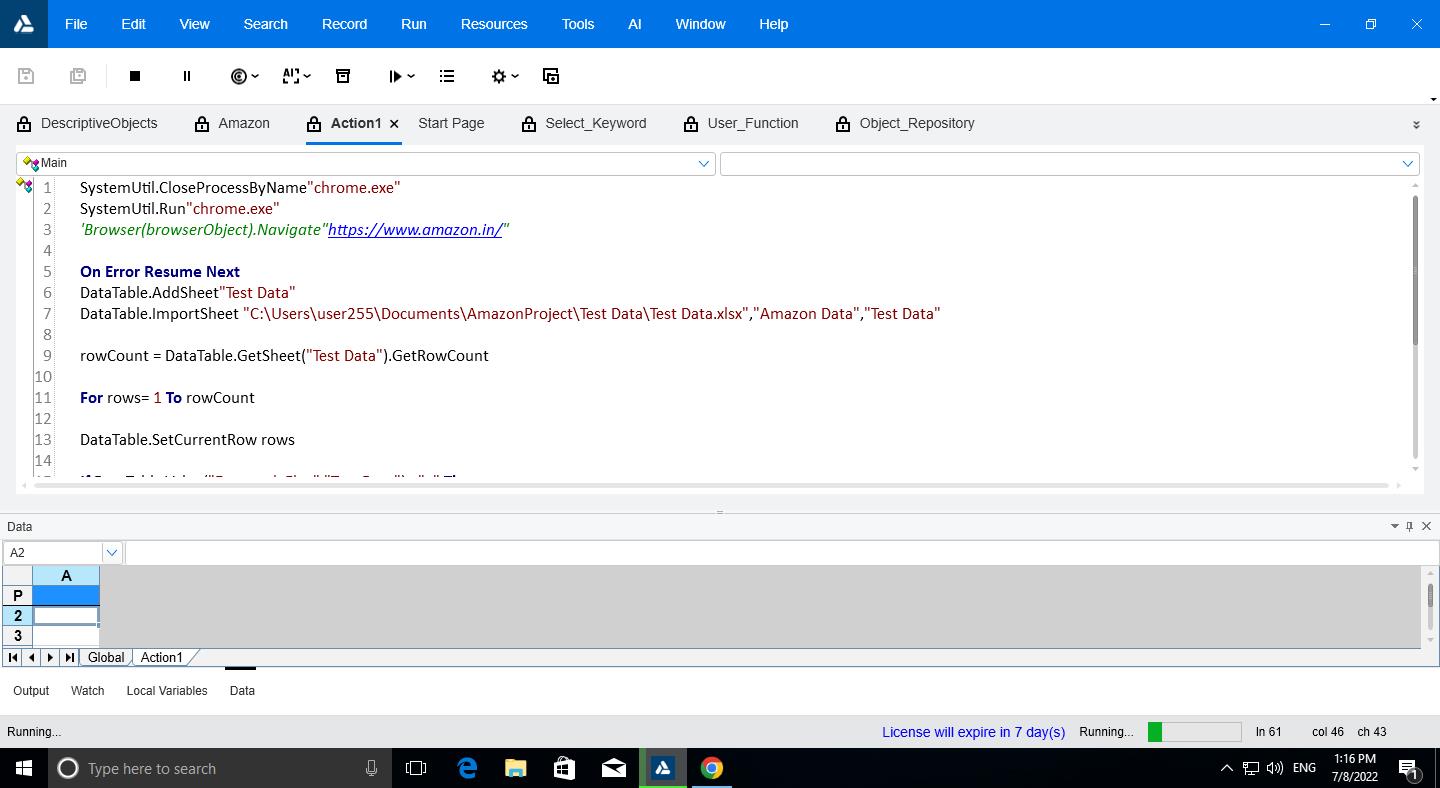 File Edit View Search Record Run Resources Tools AI Window Help
DescriptiveObjects Amazon Action1 Start Page Select_Keyword User_Function Object_Repository
Main
1 SystemUtil.CloseProcessByName"chrome.exe"
2 SystemUtil.Run"chrome.exe"
3 'Browser(browserObject).Navigate"https://www.amazon.in/"
4
5 On Error Resume Next
6 DataTable.AddSheet"Test Data"
7 DataTable.ImportSheet "C:\Users\user255\Documents\AmazonProject\Test Data\Test Data.xlsx","Amazon Data","Test Data"
8
9 rowCount = DataTable.GetSheet("Test Data").GetRowCount
10
11 For rows= 1 To rowCount
12
13 DataTable.SetCurrentRow rows
14
Data
A2
A
P
2
3
Global Action1
Output Watch Local Variables Data
Running... License will expire in 7 day(s) Running... ln 61 col 46 ch 43
Type here to search ENG 1:16 PM
7/8/2022 1